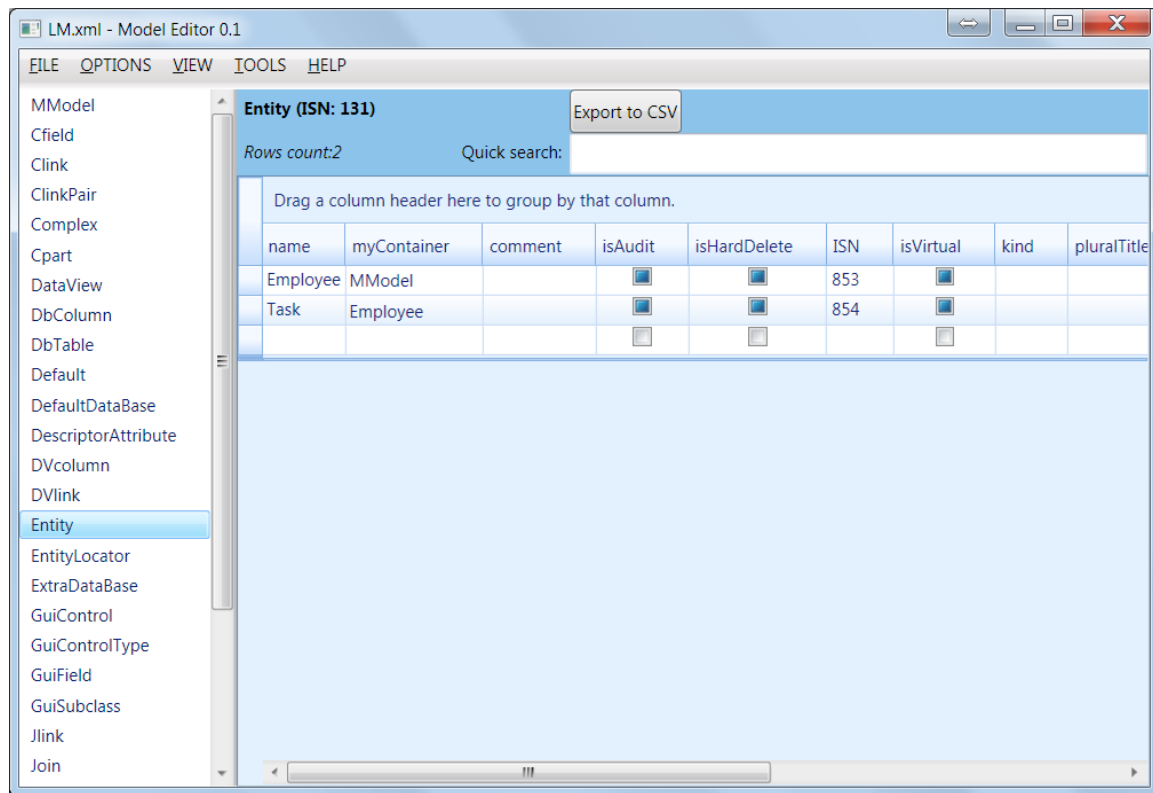 LM.xml - Model Editor 0.1
FILE OPTIONS VIEW TOOLS HELP
MModel
Cfield
Clink
ClinkPair
Complex
Cpart
DataView
DbColumn
DbTable
Default
DefaultDataBase
DescriptorAttribute
DVcolumn
DVlink
Entity
EntityLocator
ExtraDataBase
GuiControl
GuiControlType
GuiField
GuiSubclass
Jlink
Join
Entity (ISN: 131) Export to CSV
Rows count:2 Quick search:
Drag a column header here to group by that column.
name myContainer comment isAudit isHardDelete ISN isVirtual kind pluralTitle
Employee MModel 853
Task Employee 854